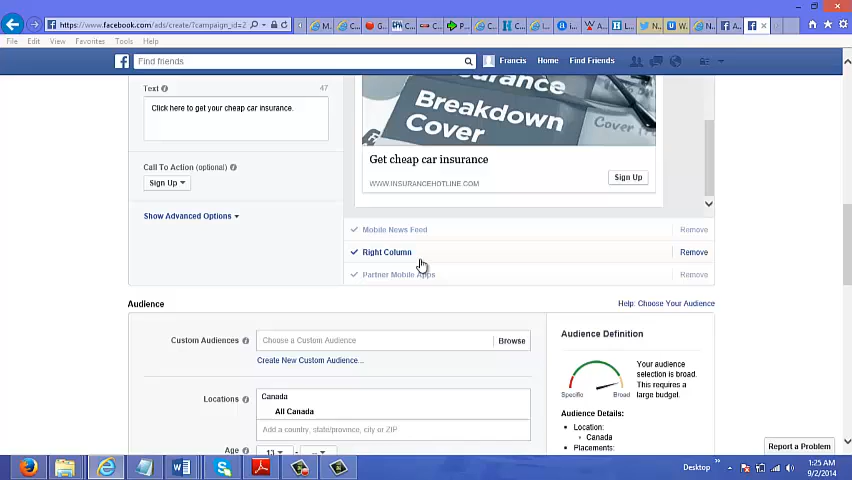 https://www.facebook.com/ads/create/?campaign_id=2
File Edit View Favorites Tools Help
Find friends
Francis Home Find Friends
Text 47
Click here to get your cheap car insurance.
Call To Action (optional)
Sign Up
Show Advanced Options
Insurance
Breakdown
Cover
Get cheap car insurance
Sign Up
WWW.INSURANCEHOTLINE.COM
Mobile News Feed Remove
Right Column Remove
Partner Mobile Apps Remove
Audience
Help: Choose Your Audience
Custom Audiences
Choose a Custom Audience Browse
Create New Custom Audience...
Locations
Canada
All Canada
Add a country, state/province, city or ZIP
Age 13
Audience Definition
Specific Broad
Your audience
selection is broad.
This requires a
large budget.
Audience Details:
Location:
Canada
Placements:
Report a Problem
Desktop
1:25 AM
9/2/2014